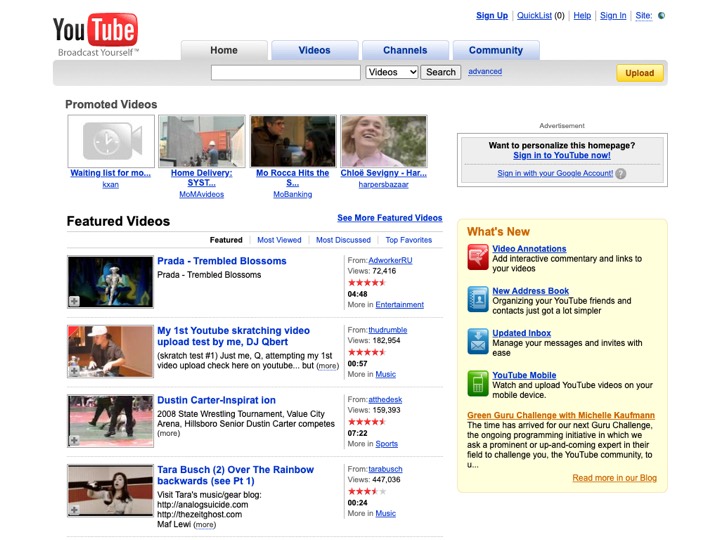 YouTube
Broadcast Yourself™
Sign Up | QuickList (0) | Help | Sign In | Site:
Home
Videos
Channels
Community
Videos
Search
advanced
Upload
Promoted Videos
Waiting list for mo...
kxan
Home Delivery:
SYST...
MoMAvideos
Mo Rocca Hits the
S...
MoBanking
Chloë Sevigny - Har...
harpersbazaar
Advertisement
Want to personalize this homepage?
Sign in to YouTube now!
Sign in with your Google Account! ?
Featured Videos
See More Featured Videos
Featured | Most Viewed | Most Discussed | Top Favorites
Prada - Trembled Blossoms
Prada - Trembled Blossoms
From: AdworkerRU
Views: 72,416
04:48
More in Entertainment
My 1st Youtube skratching video
upload test by me, DJ Qbert
(skratch test #1) Just me, Q, attempting my 1st
video upload check here on youtube... but (more)
From: thudrumble
Views: 182,954
00:57
More in Music
Dustin Carter-Inspirat ion
2008 State Wrestling Tournament, Value City
Arena, Hillsboro Senior Dustin Carter competes
(more)
From: atthedesk
Views: 159,393
07:22
More in Sports
Tara Busch (2) Over The Rainbow
backwards (see Pt 1)
Visit Tara's music/gear blog:
http://analogsuicide.com
http://thezeitghost.com
Maf Lewi (more)
From: tarabusch
Views: 447,036
00:24
More in Music
What's New
Video Annotations
Add interactive commentary and links to
your videos
New Address Book
Organizing your YouTube friends and
contacts just got a lot simpler
Updated Inbox
Manage your messages and invites with
ease
YouTube Mobile
Watch and upload YouTube videos on your
mobile device.
Green Guru Challenge with Michelle Kaufmann
The time has arrived for our next Guru Challenge,
the ongoing programming initiative in which we
ask a prominent or up-and-coming expert in their
field to challenge you, the YouTube community, to
u...
Read more in our Blog